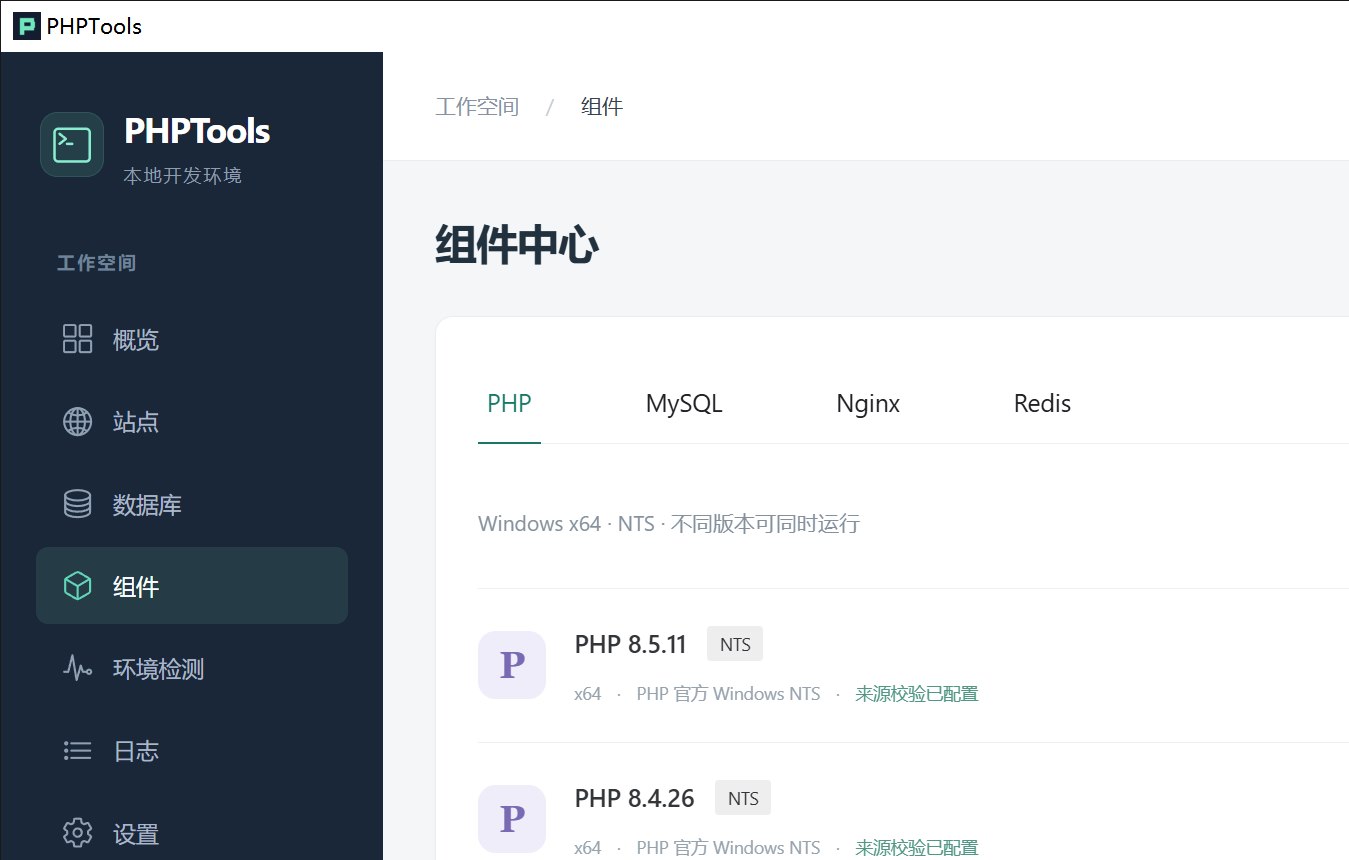 PHPTools
PHPTools
本地开发环境
工作空间
概览
站点
数据库
组件
环境检测
日志
设置
工作空间 / 组件
组件中心
PHP MySQL Nginx Redis
Windows x64 · NTS · 不同版本可同时运行
P
PHP 8.5.11 NTS
x64 · PHP 官方 Windows NTS · 来源校验已配置
P
PHP 8.4.26 NTS
x64 · PHP 官方 Windows NTS · 来源校验已配置